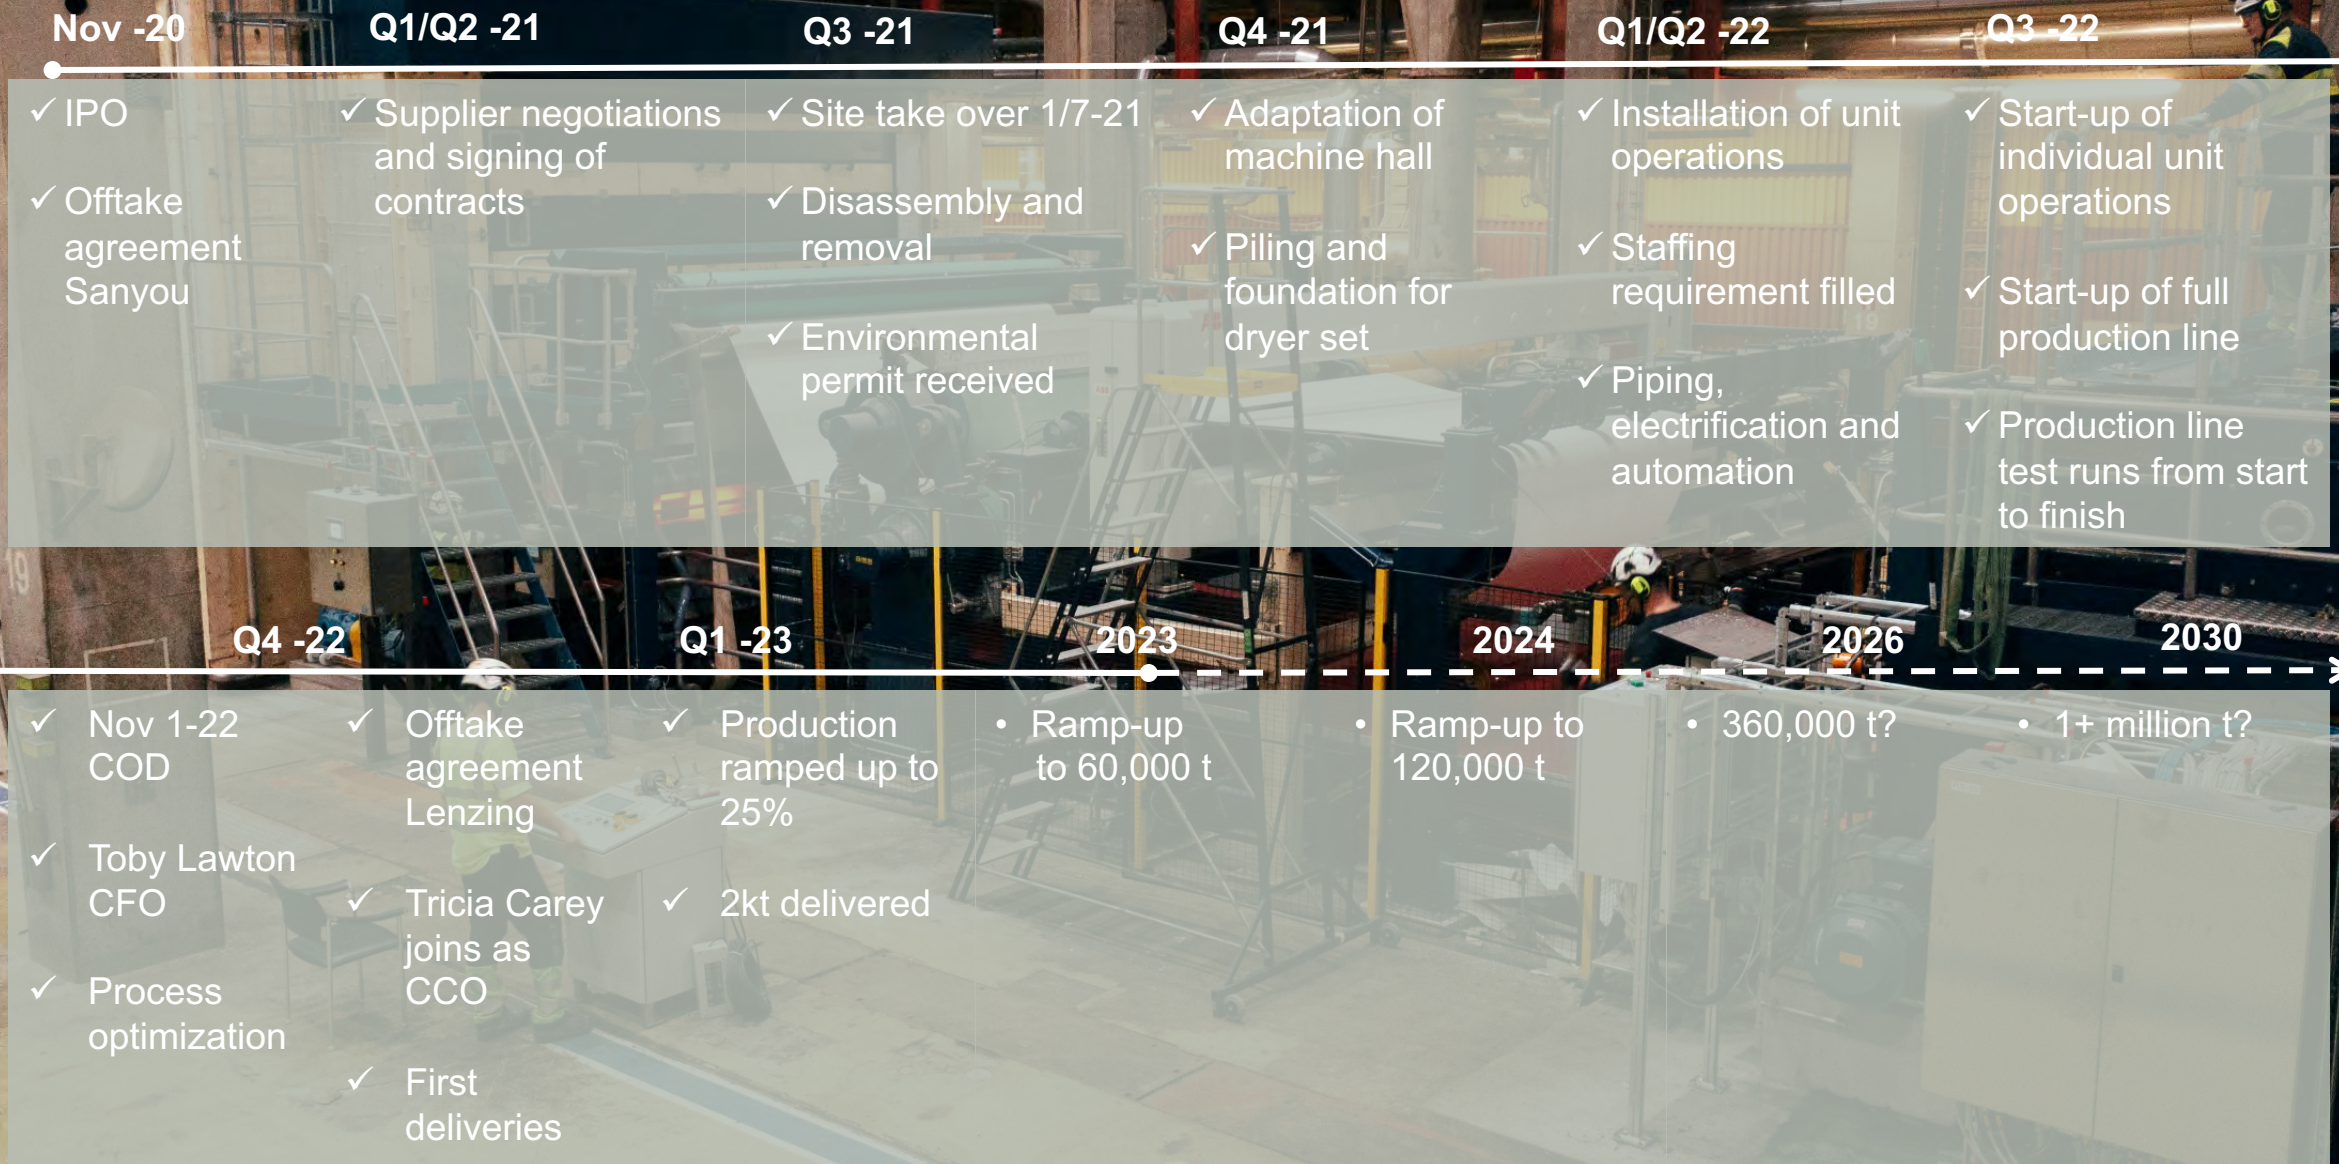 Nov -20
Q1/Q2 -21
Q3 -21
Q4 -21
Q1/Q2 -22
Q3 -22
✓ IPO
✓ Offtake
agreement
Sanyou
✓ Supplier negotiations
and signing of
contracts
✓ Site take over 1/7-21
✓ Disassembly and
removal
✓ Environmental
permit received
✓ Adaptation of
machine hall
✓ Piling and
foundation for
dryer set
✓ Installation of unit
operations
✓ Staffing
requirement filled
✓ Piping,
electrification and
automation
✓ Start-up of
individual unit
operations
✓ Start-up of full
production line
✓ Production line
test runs from start
to finish
19
19
Q4 -22
Q1 -23
2023
2024
2026
2030
✓ Nov 1-22
COD
✓ Toby Lawton
CFO
✓ Process
optimization
✓ Offtake
agreement
Lenzing
✓ Tricia Carey
joins as
CCO
✓ First
deliveries
✓ Production
ramped up to
25%
✓ 2kt delivered
• Ramp-up
to 60,000 t
• Ramp-up to
120,000 t
• 360,000 t?
• 1+ million t?